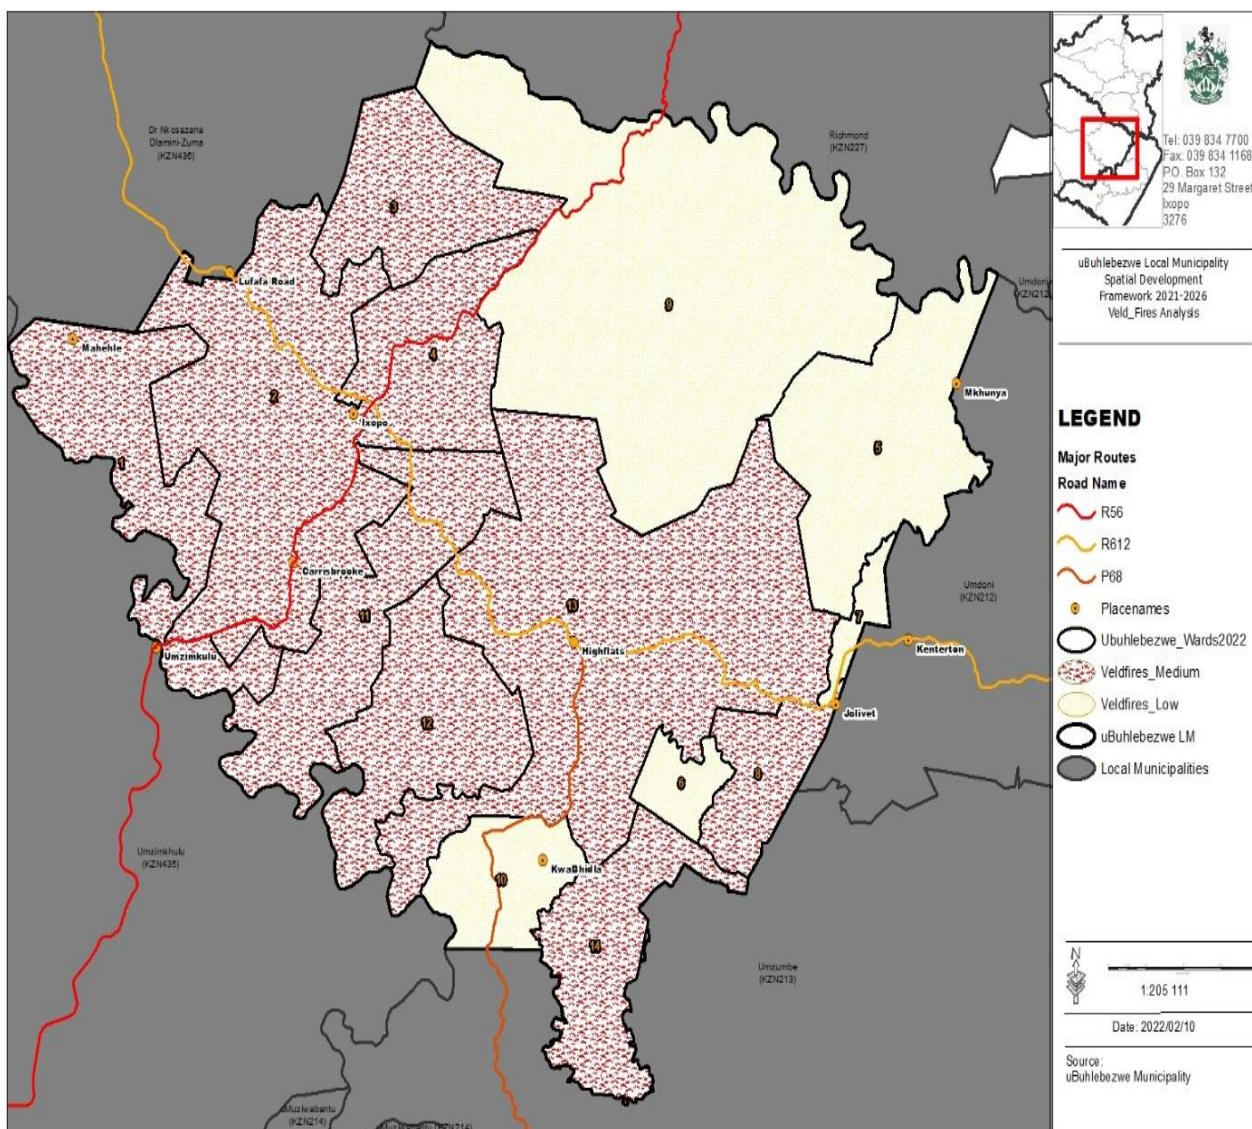 Dr Nkosazana
Dlamini-Zuma
(KZN436)
Richmond
(KZN227)
Umdoni
(KZN212)
3
Lufafa Road
9
Mahehle
4
2
Mkhunya
Ixopo
5
1
Carrisbrooke
Umdoni
(KZN212)
11
13
7
Umzimkulu
Highflats
Kenterton
12
Jolivet
6
8
Umzimkhulu
(KZN435)
10
KwaDhidla
14
Umzumbe
(KZN213)
uMuziwabantu
(KZN214)
Tel: 039 834 7700
Fax: 039 834 1168
P.O. Box 132
29 Margaret Street
Ixopo
3276
uBuhlebezwe Local Municipality
Spatial Development
Framework 2021-2026
Veld_Fires Analysis
LEGEND
Major Routes
Road Name
R56
R612
P68
Placenames
Ubuhlebezwe_Wards2022
Veldfires_Medium
Veldfires_Low
uBuhlebezwe LM
Local Municipalities
N
1:205 111
Date: 2022/02/10
Source:
uBuhlebezwe Municipality